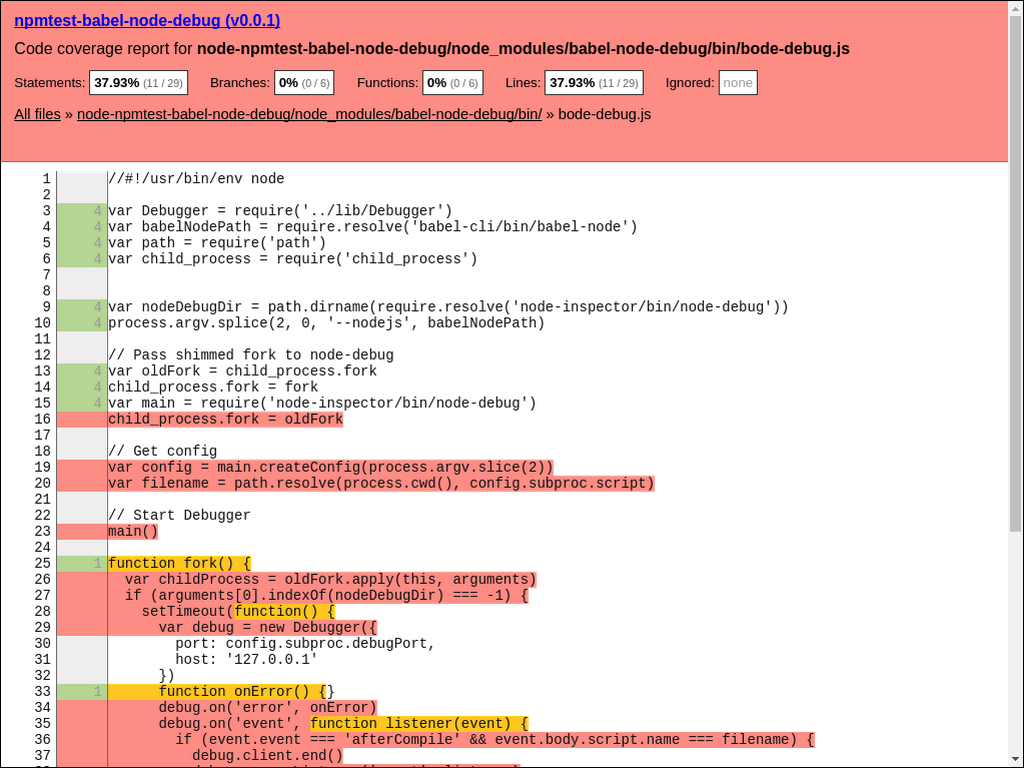 npmtest-babel-node-debug (v0.0.1)
Code coverage report for node-npmtest-babel-node-debug/node_modules/babel-node-debug/bin/bode-debug.js
Statements: 37.93% (11 / 29) Branches: 0% (0 / 6) Functions: 0% (0 / 6) Lines: 37.93% (11 / 29) Ignored: none
All files » node-npmtest-babel-node-debug/node_modules/babel-node-debug/bin/ » bode-debug.js
1 //#!/usr/bin/env node
2
3 4 var Debugger = require('../lib/Debugger')
4 4 var babelNodePath = require.resolve('babel-cli/bin/babel-node')
5 4 var path = require('path')
6 4 var child_process = require('child_process')
7
8
9 4 var nodeDebugDir = path.dirname(require.resolve('node-inspector/bin/node-debug'))
10 4 process.argv.splice(2, 0, '--nodejs', babelNodePath)
11
12 // Pass shimmed fork to node-debug
13 4 var oldFork = child_process.fork
14 4 child_process.fork = fork
15 4 var main = require('node-inspector/bin/node-debug')
16 child_process.fork = oldFork
17
18 // Get config
19 var config = main.createConfig(process.argv.slice(2))
20 var filename = path.resolve(process.cwd(), config.subproc.script)
21
22 // Start Debugger
23 main()
24
25 1 function fork() {
26   var childProcess = oldFork.apply(this, arguments)
27   if (arguments[0].indexOf(nodeDebugDir) === -1) {
28     setTimeout(function() {
29       var debug = new Debugger({
30         port: config.subproc.debugPort,
31         host: '127.0.0.1'
32       })
33 1       function onError() {}
34       debug.on('error', onError)
35       debug.on('event', function listener(event) {
36         if (event.event === 'afterCompile' && event.body.script.name === filename) {
37           debug.client.end()